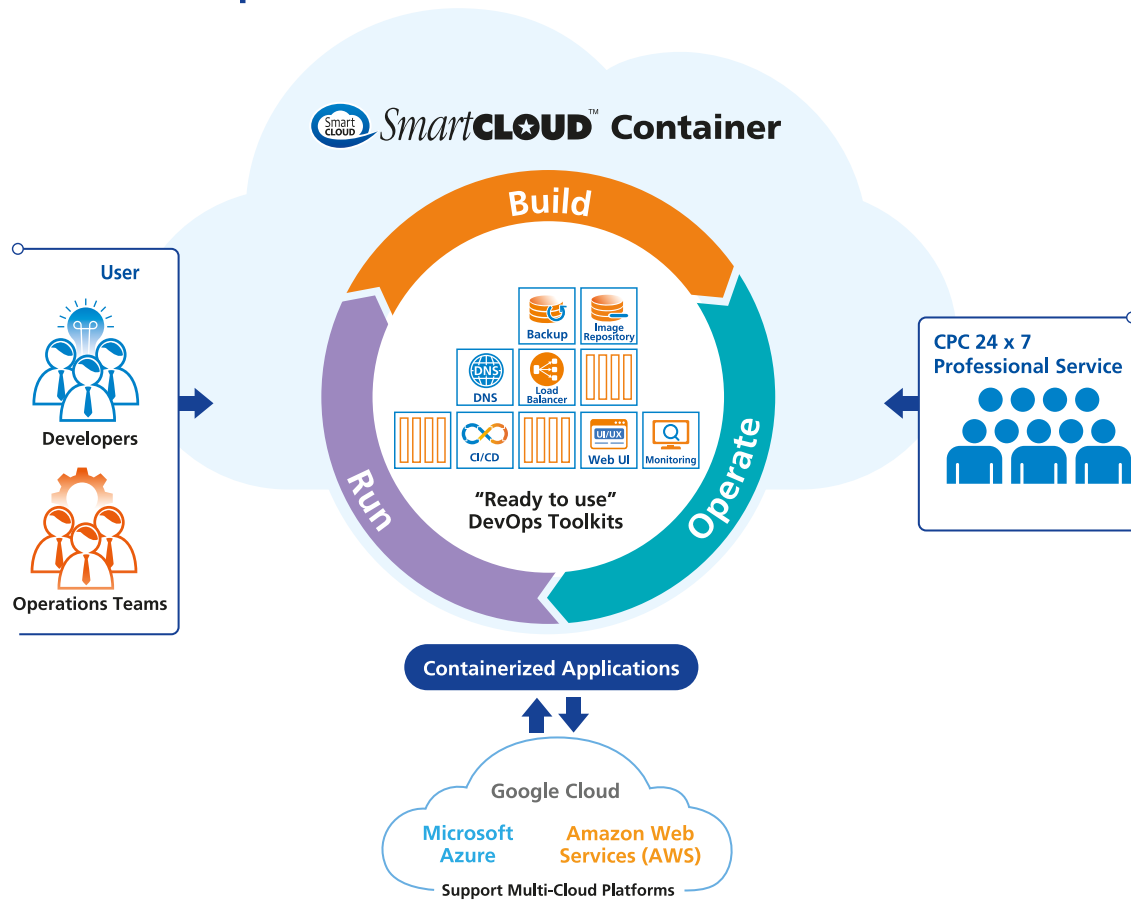 Smart
CLOUD
SmartCLOUD™ Container
Build
Operate
Run
User
Developers
Operations Teams
Backup
Image
Repository
DNS
DNS
Load
Balancer
CI/CD
UI/UX
Web UI
Monitoring
“Ready to use”
DevOps Toolkits
CPC 24 x 7
Professional Service
Containerized Applications
Google Cloud
Microsoft
Azure
Amazon Web
Services (AWS)
Support Multi-Cloud Platforms